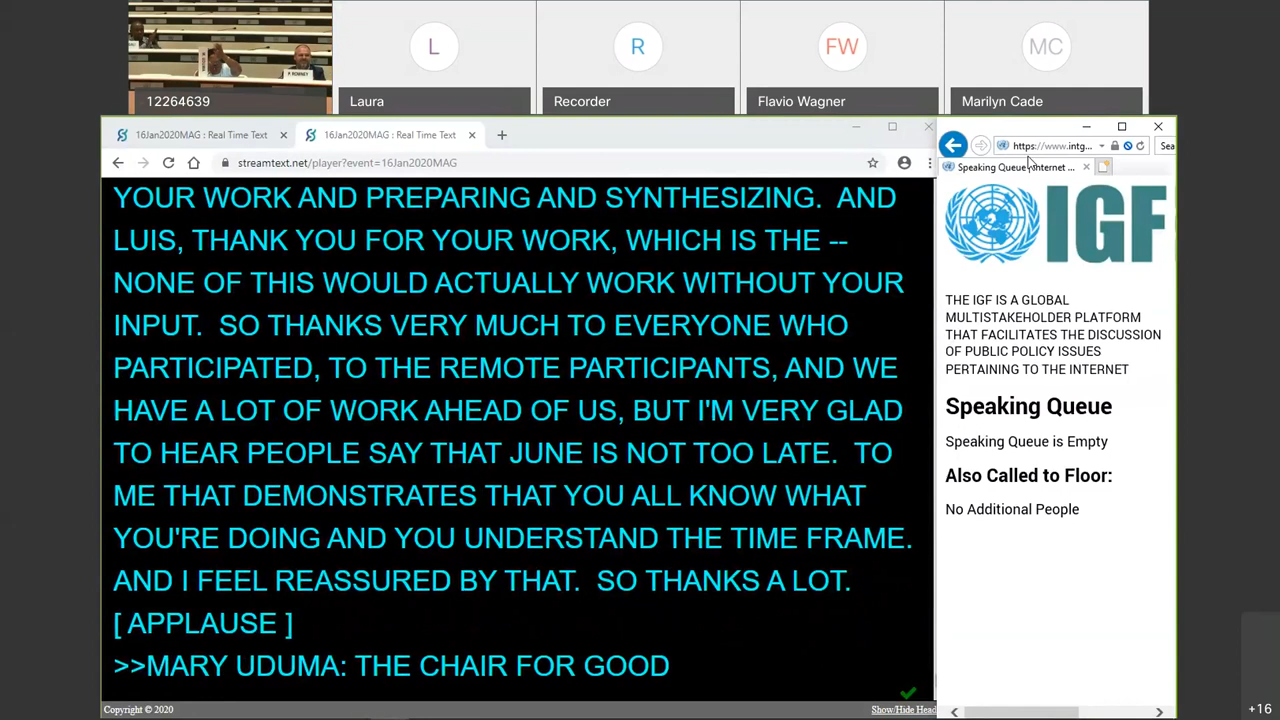 P. ROWNEY
12264639
L
Laura
R
Recorder
FW
Flavio Wagner
MC
Marilyn Cade
16Jan2020MAG : Real Time Text
16Jan2020MAG : Real Time Text
streamtext.net/player?event=16Jan2020MAG
YOUR WORK AND PREPARING AND SYNTHESIZING.  AND
LUIS, THANK YOU FOR YOUR WORK, WHICH IS THE --
NONE OF THIS WOULD ACTUALLY WORK WITHOUT YOUR
INPUT.  SO THANKS VERY MUCH TO EVERYONE WHO
PARTICIPATED, TO THE REMOTE PARTICIPANTS, AND WE
HAVE A LOT OF WORK AHEAD OF US, BUT I'M VERY GLAD
TO HEAR PEOPLE SAY THAT JUNE IS NOT TOO LATE.  TO
ME THAT DEMONSTRATES THAT YOU ALL KNOW WHAT
YOU'RE DOING AND YOU UNDERSTAND THE TIME FRAME.
AND I FEEL REASSURED BY THAT.  SO THANKS A LOT.
[ APPLAUSE ]
>>MARY UDUMA: THE CHAIR FOR GOOD
Copyright © 2020
Show/Hide Head
https://www.intg...
Sea
Speaking Queue Internet ...
IGF
THE IGF IS A GLOBAL
MULTISTAKEHOLDER PLATFORM
THAT FACILITATES THE DISCUSSION
OF PUBLIC POLICY ISSUES
PERTAINING TO THE INTERNET
Speaking Queue
Speaking Queue is Empty
Also Called to Floor:
No Additional People
+16